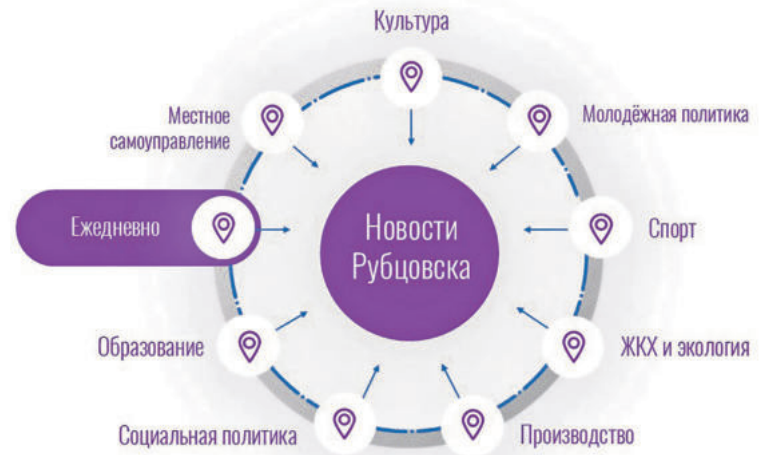 Культура
Местное
самоуправление
Молодёжная политика
Ежедневно
Новости
Рубцовска
Спорт
Образование
ЖКХ и экология
Социальная политика
Производство